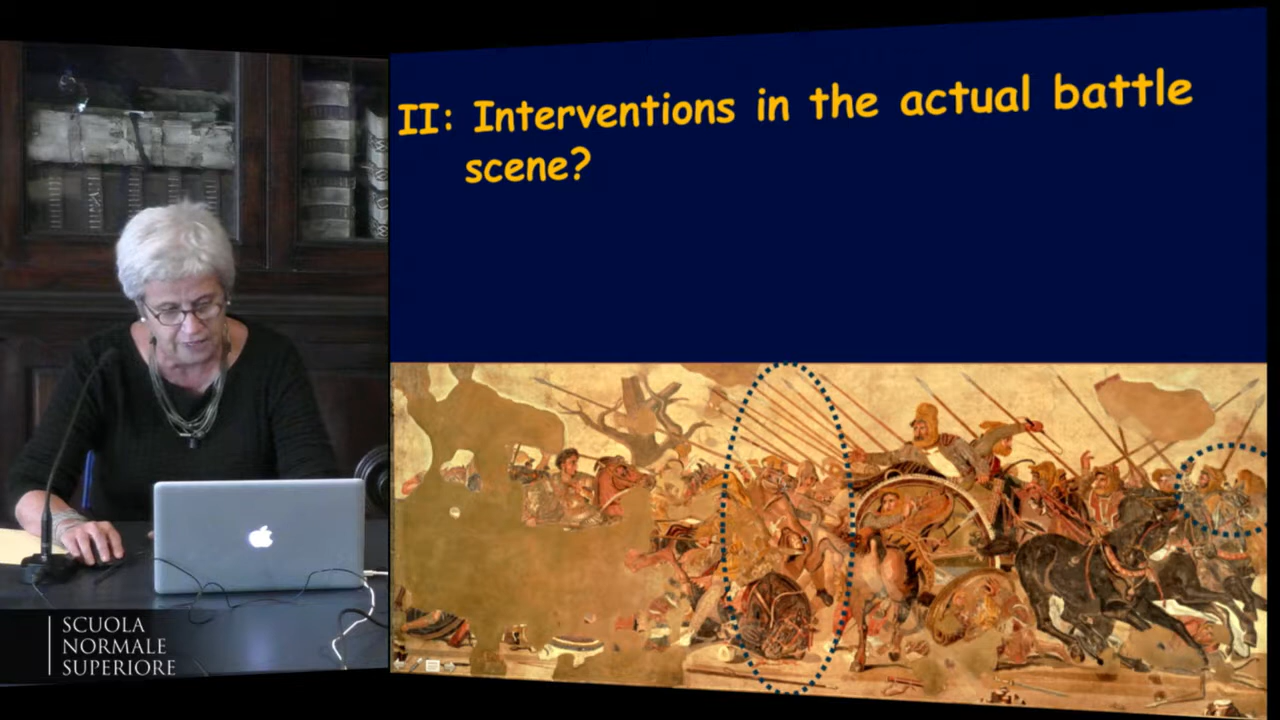 II: Interventions in the actual battle
scene?
SCUOLA
NORMALE
SUPERIORE